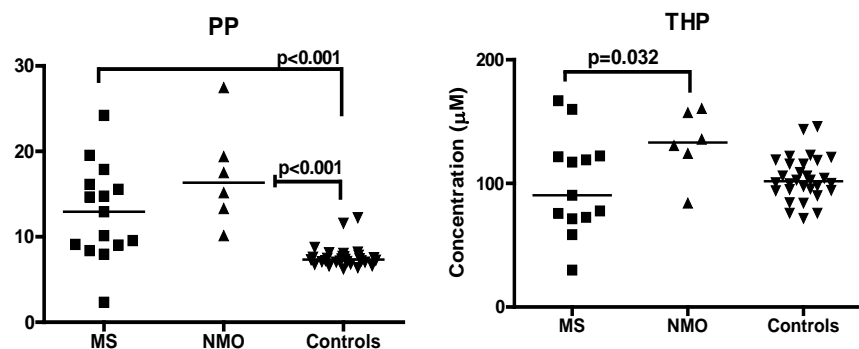 PP
p<0.001
p<0.001
30
20
10
0
MS NMO Controls
THP
p=0.032
Concentration (μM)
200
100
0
MS NMO Controls